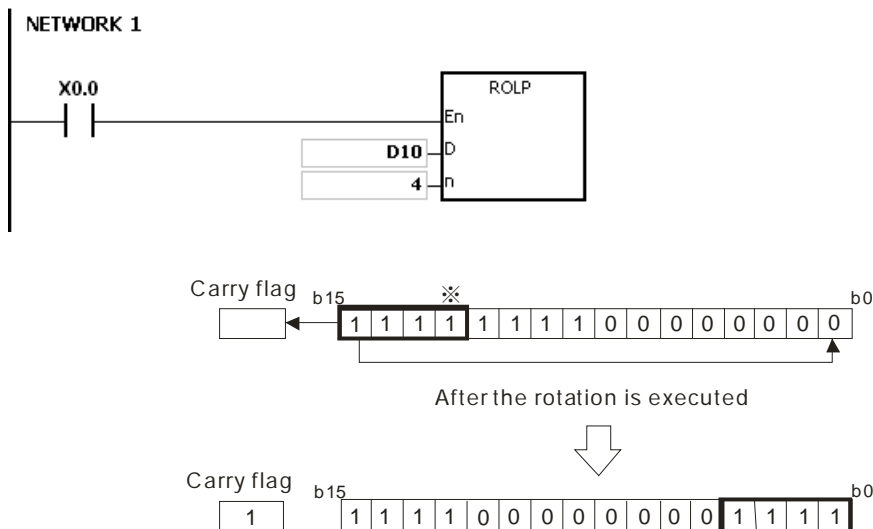 NETWORK 1
X0.0
ROLP
En
D10 D
4 n
Carry flag b15 ※ b0
1 1 1 1 1 1 1 1 0 0 0 0 0 0 0 0
After the rotation is executed
Carry flag b15 b0
1 1 1 1 1 0 0 0 0 0 0 0 0 1 1 1 1